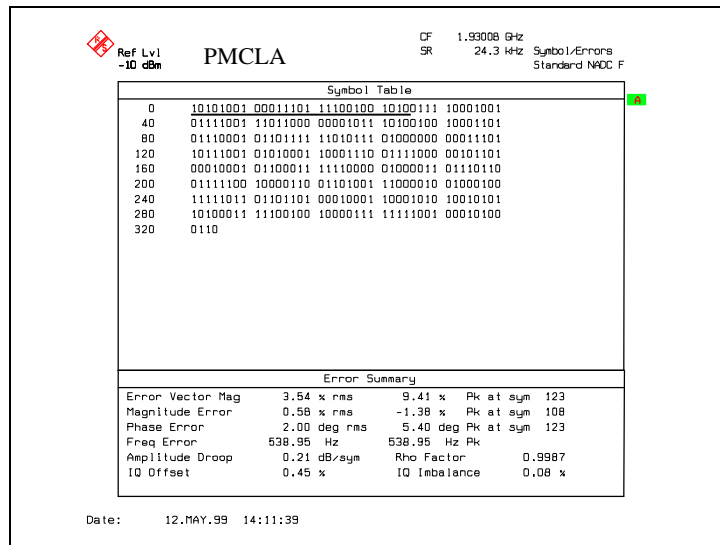 R S
CF 1.93008 GHz
Ref Lvl PMCLA SR 24.3 kHz Symbol/Errors
-10 dBm Standard NADC F
Symbol Table
A
0 10101001 00011101 11100100 10100111 10001001
40 01111001 11011000 00001011 10100100 10001101
80 01110001 01101111 11010111 01000000 00011101
120 10111001 01010001 10001110 01111000 00101101
160 00010001 01100011 11110000 01000011 01110110
200 01111100 10000110 01101001 11000010 01000100
240 11111011 01101101 00010001 10001010 10010101
280 10100011 11100100 10000111 11111001 00010100
320 0110
Error Summary
Error Vector Mag 3.54 % rms 9.41 % Pk at sym 123
Magnitude Error 0.58 % rms -1.38 % Pk at sym 108
Phase Error 2.00 deg rms 5.40 deg Pk at sym 123
Freq Error 538.95 Hz 538.95 Hz Pk
Amplitude Droop 0.21 dB/sym Rho Factor 0.9987
IQ Offset 0.45 % IQ Imbalance 0.08 %
Date: 12.MAY.99 14:11:39